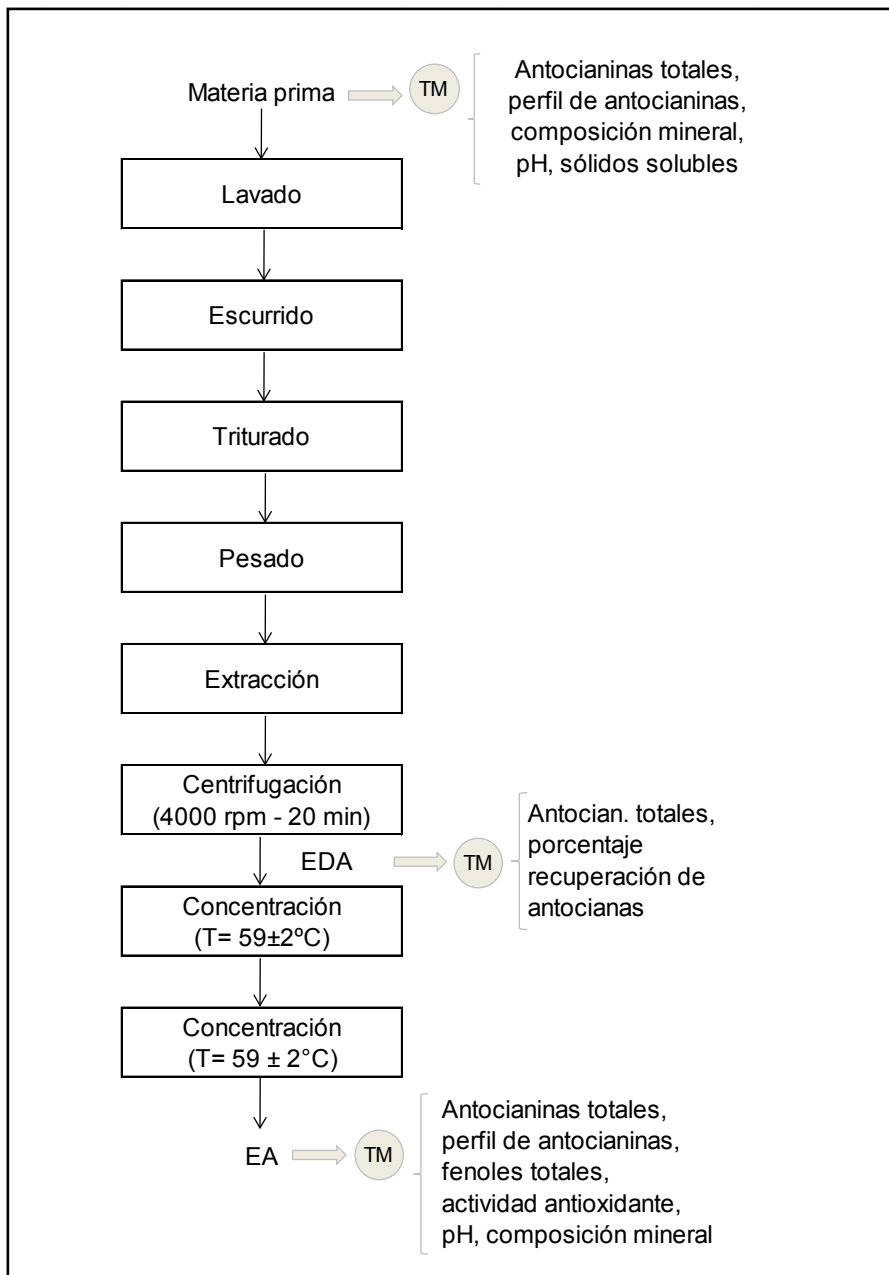 Materia prima
TM
Antocianinas totales,
perfil de antocianinas,
composición mineral,
pH, sólidos solubles
Lavado
Escurrido
Triturado
Pesado
Extracción
Centrifugación
(4000 rpm - 20 min)
EDA
TM
Antocian. totales,
porcentaje
recuperación de
antocianas
Concentración
(T= 59±2ºC)
Concentración
(T= 59 ± 2°C)
EA
TM
Antocianinas totales,
perfil de antocianinas,
fenoles totales,
actividad antioxidante,
pH, composición mineral